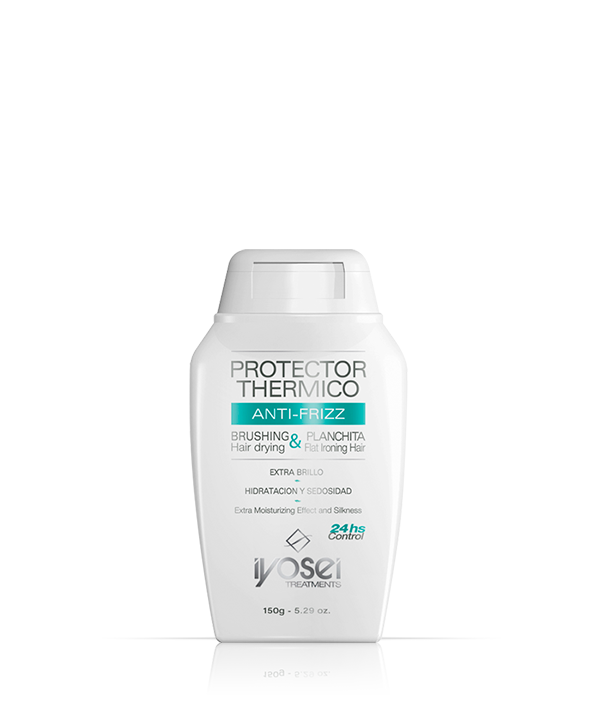 PROTECTOR
THERMICO
ANTI-FRIZZ
BRUSHING & PLANCHITA
Hair drying Flat Ironing Hair
EXTRA BRILLO
HIDRATACION Y SEDOSIDAD
Extra Moisturizing Effect and Silkness
24hs
Control
iyosei
TREATMENTS
150g - 5.29 oz.